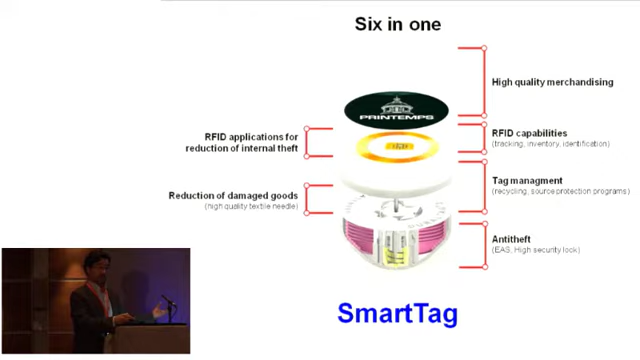 Six in one
High quality merchandising
PRINTEMPS
RFID applications for
reduction of internal theft
RFID capabilities
(tracking, inventory, identification)
Tag managment
(recycling, source protection programs)
Reduction of damaged goods
(high quality textile needle)
Antitheft
(EAS, High security lock)
SmartTag